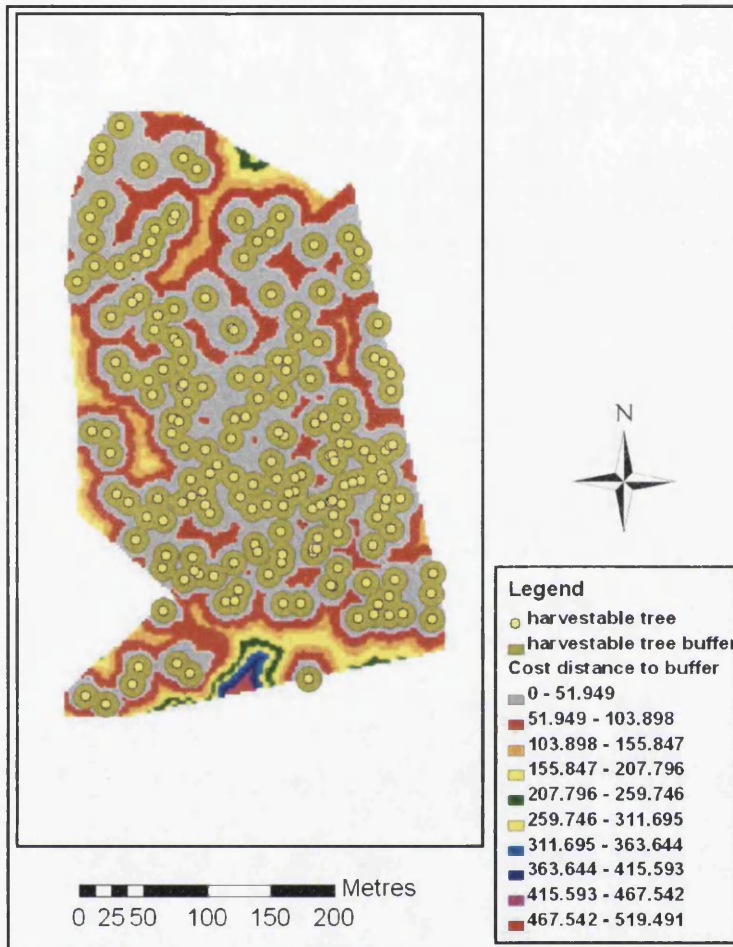 N
Legend
harvestable tree
harvestable tree buffer
Cost distance to buffer
0 - 51.949
51.949 - 103.898
103.898 - 155.847
155.847 - 207.796
207.796 - 259.746
259.746 - 311.695
311.695 - 363.644
363.644 - 415.593
415.593 - 467.542
467.542 - 519.491
Metres
0 25 50 100 150 200